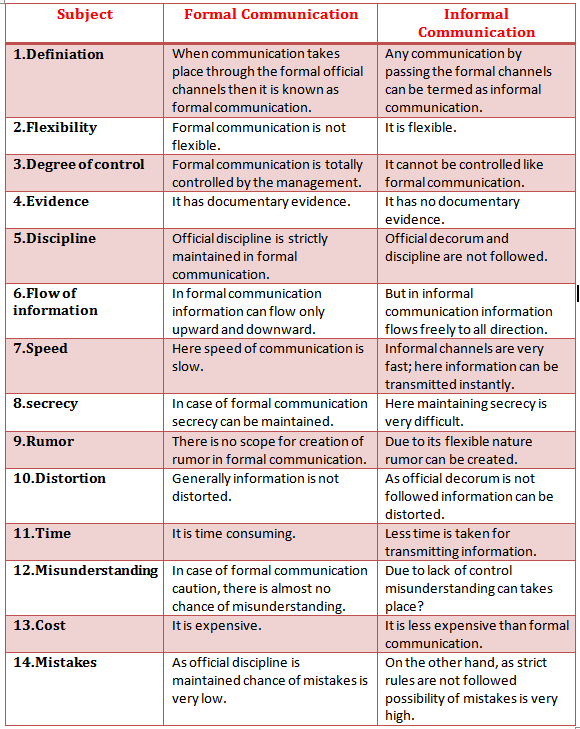 Subject
Formal Communication
Informal
Communication
1.Definiation
When communication takes
place through the formal official
channels then it is known as
formal communication.
Any communication by
passing the formal channels
can be termed as informal
communication.
2.Flexibility
Formal communication is not
flexible.
It is flexible.
3.Degree of control
Formal communication is totally
controlled by the management.
It cannot be controlled like
formal communication.
4.Evidence
It has documentary evidence.
It has no documentary
evidence.
5.Discipline
Official discipline is strictly
maintained in formal
communication.
Official decorum and
discipline are not followed.
6.Flow of
information
In formal communication
information can flow only
upward and downward.
But in informal
communication information
flows freely to all direction.
7.Speed
Here speed of communication is
slow.
Informal channels are very
fast; here information can be
transmitted instantly.
8.secrecy
In case of formal communication
secrecy can be maintained.
Here maintaining secrecy is
very difficult.
9.Rumor
There is no scope for creation of
rumor in formal communication.
Due to its flexible nature
rumor can be created.
10.Distortion
Generally information is not
distorted.
As official decorum is not
followed information can be
distorted.
11.Time
It is time consuming.
Less time is taken for
transmitting information.
12.Misunderstanding
In case of formal communication
caution, there is almost no
chance of misunderstanding.
Due to lack of control
misunderstanding can takes
place?
13.Cost
It is expensive.
It is less expensive than formal
communication.
14.Mistakes
As official discipline is
maintained chance of mistakes is
very low.
On the other hand, as strict
rules are not followed
possibility of mistakes is very
high.